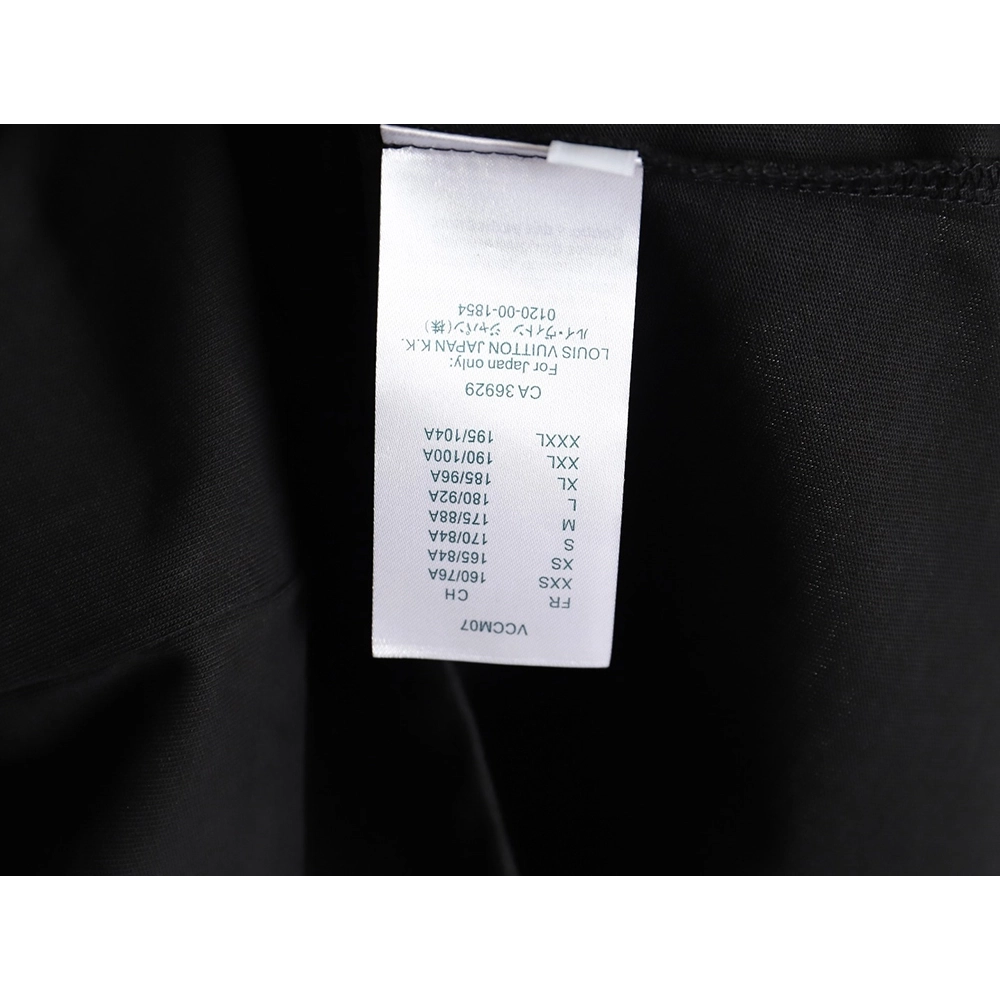 VCCM07
FR CH
XXS 160/76A
XS 165/84A
S 170/84A
M 175/88A
L 180/92A
XL 185/96A
XXL 190/100A
XXXL 195/104A
CA 36929
For Japan only:
LOUIS VUITTON JAPAN K.K.
ルイ・ヴィトン ジャパン(株)
0120-00-1854